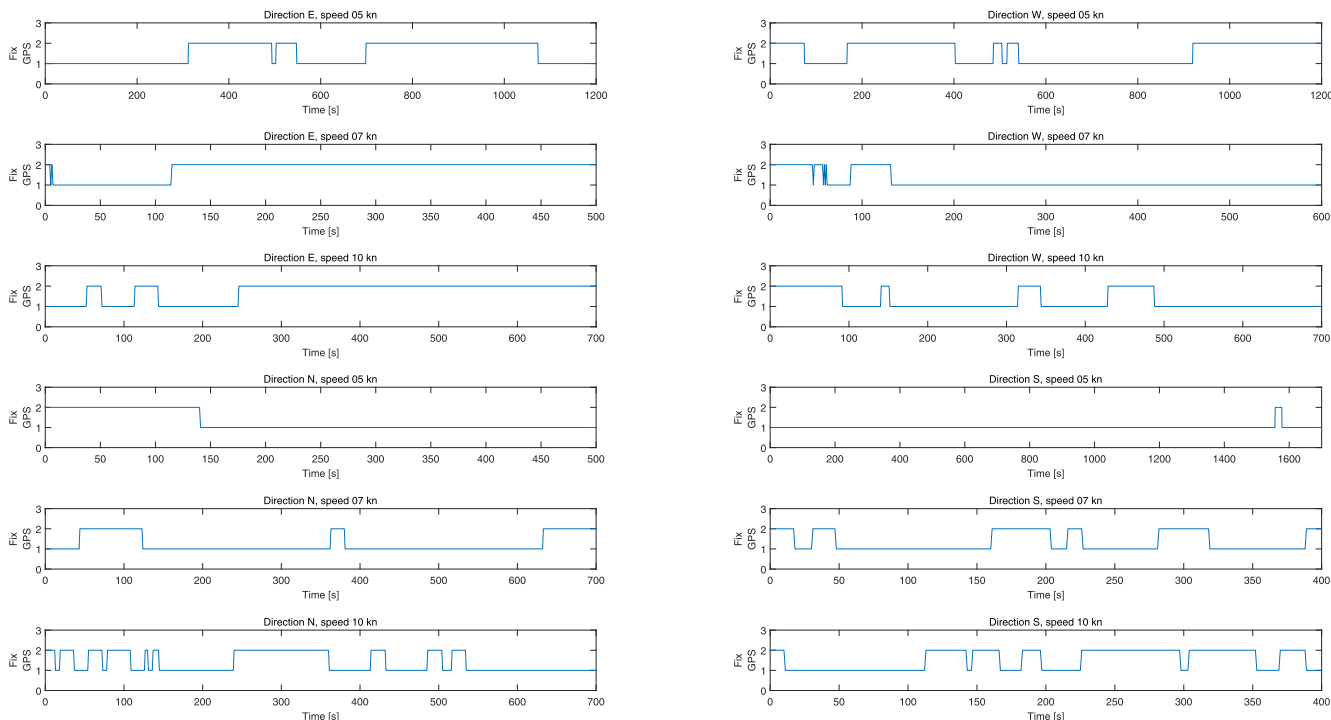 Direction E, speed 05 kn
3
2
1
0
Fix
GPS
0 200 400 600 800 1000 1200
Time [s]
Direction W, speed 05 kn
3
2
1
0
Fix
GPS
0 200 400 600 800 1000 1200
Time [s]
Direction E, speed 07 kn
3
2
1
0
Fix
GPS
0 50 100 150 200 250 300 350 400 450 500
Time [s]
Direction W, speed 07 kn
3
2
1
0
Fix
GPS
0 100 200 300 400 500 600
Time [s]
Direction E, speed 10 kn
3
2
1
0
Fix
GPS
0 100 200 300 400 500 600 700
Time [s]
Direction W, speed 10 kn
3
2
1
0
Fix
GPS
0 100 200 300 400 500 600 700
Time [s]
Direction N, speed 05 kn
3
2
1
0
Fix
GPS
0 50 100 150 200 250 300 350 400 450 500
Time [s]
Direction S, speed 05 kn
3
2
1
0
Fix
GPS
0 200 400 600 800 1000 1200 1400 1600
Time [s]
Direction N, speed 07 kn
3
2
1
0
Fix
GPS
0 100 200 300 400 500 600 700
Time [s]
Direction S, speed 07 kn
3
2
1
0
Fix
GPS
0 50 100 150 200 250 300 350 400
Time [s]
Direction N, speed 10 kn
3
2
1
0
Fix
GPS
0 100 200 300 400 500 600 700
Time [s]
Direction S, speed 10 kn
3
2
1
0
Fix
GPS
0 50 100 150 200 250 300 350 400
Time [s]